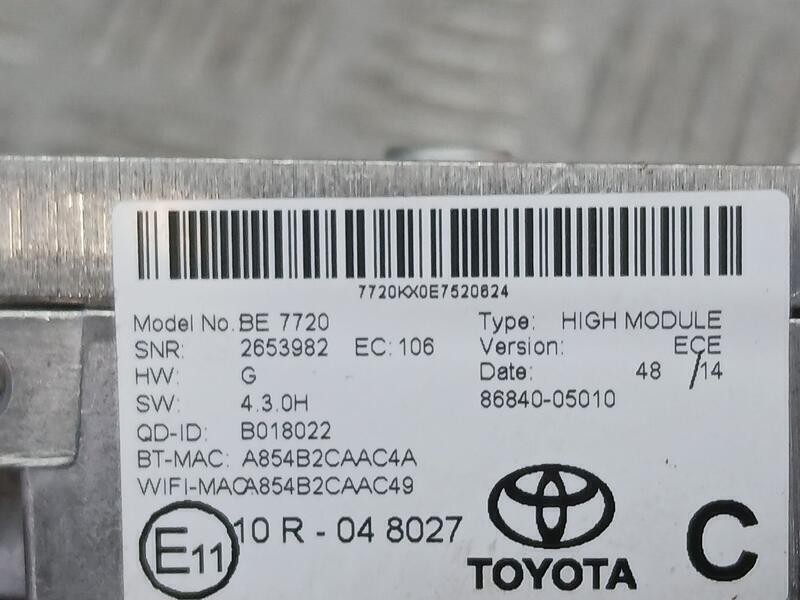 7720KX0E7520624
Model No. BE 7720 Type: HIGH MODULE
SNR: 2653982 EC: 106 Version: ECE
HW: G Date: 48 /14
SW: 4.3.0H 86840-05010
QD-ID: B018022
BT-MAC: A854B2CAAC4A
WIFI-MAC A854B2CAAC49
E11 10 R - 04 8027
TOYOTA
C